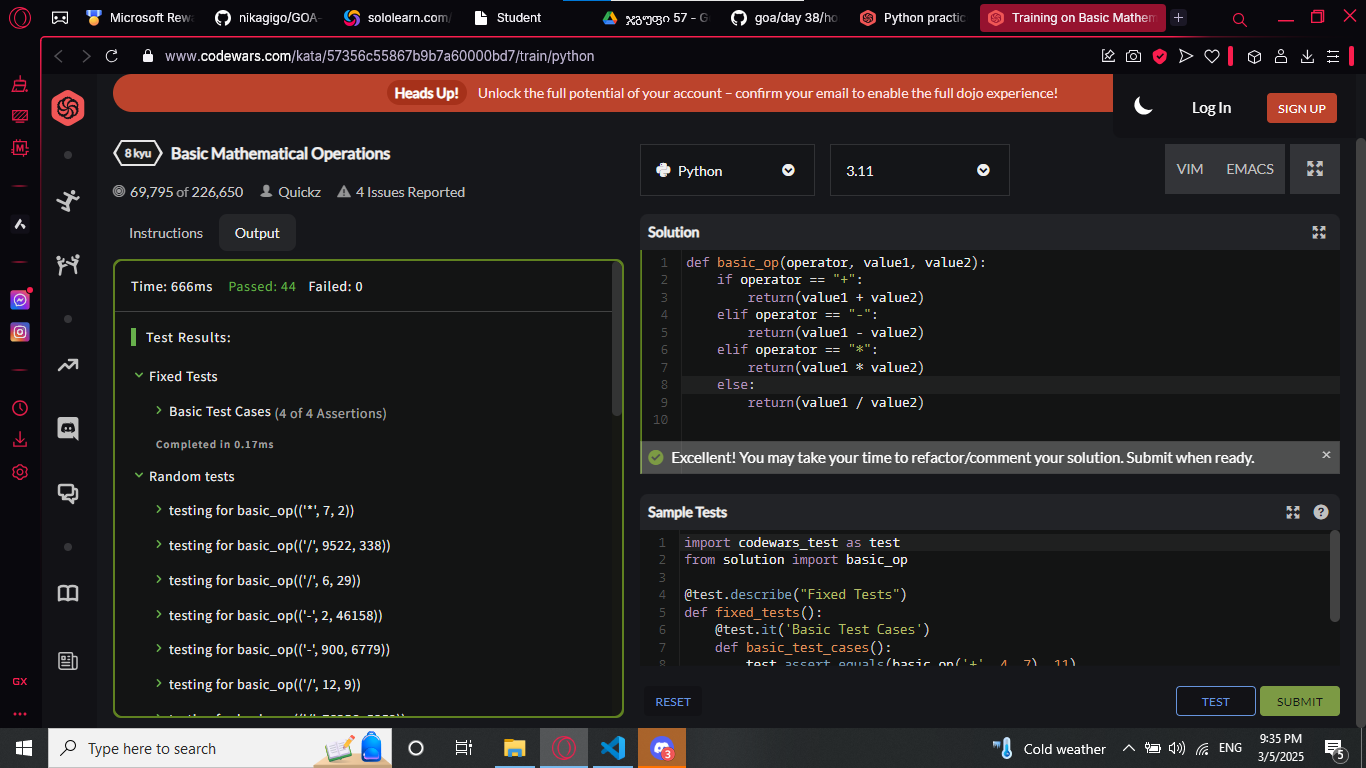 Microsoft Rew
nikagigo/GOA-
sololearn.com/
Student
ჯგუფი 57 - G
goa/day 38/ho
Python practic
Training on Basic Mathem
www.codewars.com/kata/57356c55867b9b7a60000bd7/train/python
Heads Up!
Unlock the full potential of your account – confirm your email to enable the full dojo experience!
Log In
SIGN UP
8 kyu
Basic Mathematical Operations
69,795 of 226,650
Quickz
4 Issues Reported
Instructions
Output
Time: 666ms Passed: 44 Failed: 0
Test Results:
Fixed Tests
Basic Test Cases (4 of 4 Assertions)
Completed in 0.17ms
Random tests
testing for basic_op(('*', 7, 2))
testing for basic_op(('/', 9522, 338))
testing for basic_op(('/', 6, 29))
testing for basic_op(('-', 2, 46158))
testing for basic_op(('-', 900, 6779))
testing for basic_op(('/', 12, 9))
Python
3.11
VIM
EMACS
Solution
1 def basic_op(operator, value1, value2):
2 if operator == "+":
3 return(value1 + value2)
4 elif operator == "-":
5 return(value1 - value2)
6 elif operator == "*":
7 return(value1 * value2)
8 else:
9 return(value1 / value2)
10
Excellent! You may take your time to refactor/comment your solution. Submit when ready.
Sample Tests
1 import codewars_test as test
2 from solution import basic_op
3
4 @test.describe("Fixed Tests")
5 def fixed_tests():
6 @test.it('Basic Test Cases')
7 def basic_test_cases():
8 test.assert_equals(basic_op('+', 4, 7), 11)
RESET
TEST
SUBMIT
GX
Type here to search
3
Cold weather
ENG
9:35 PM
3/5/2025
5